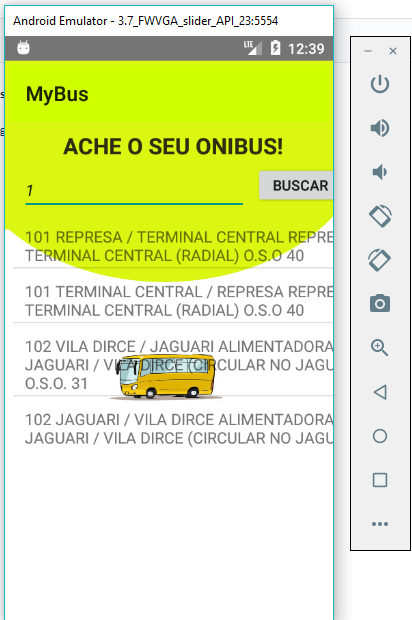 Android Emulator - 3.7_FWVGA_slider_API_23:5554
LTE 12:39
MyBus
ACHE O SEU ONIBUS!
1
BUSCAR
101 REPRESA / TERMINAL CENTRAL REPRE
TERMINAL CENTRAL (RADIAL) O.S.O 40
101 TERMINAL CENTRAL / REPRESA REPRE
TERMINAL CENTRAL (RADIAL) O.S.O 40
102 VILA DIRCE / JAGUARI ALIMENTADORA
JAGUARI / VILA DIRCE (CIRCULAR NO JAGU
O.S.O. 31
102 JAGUARI / VILA DIRCE ALIMENTADORA
JAGUARI / VILA DIRCE (CIRCULAR NO JAGU